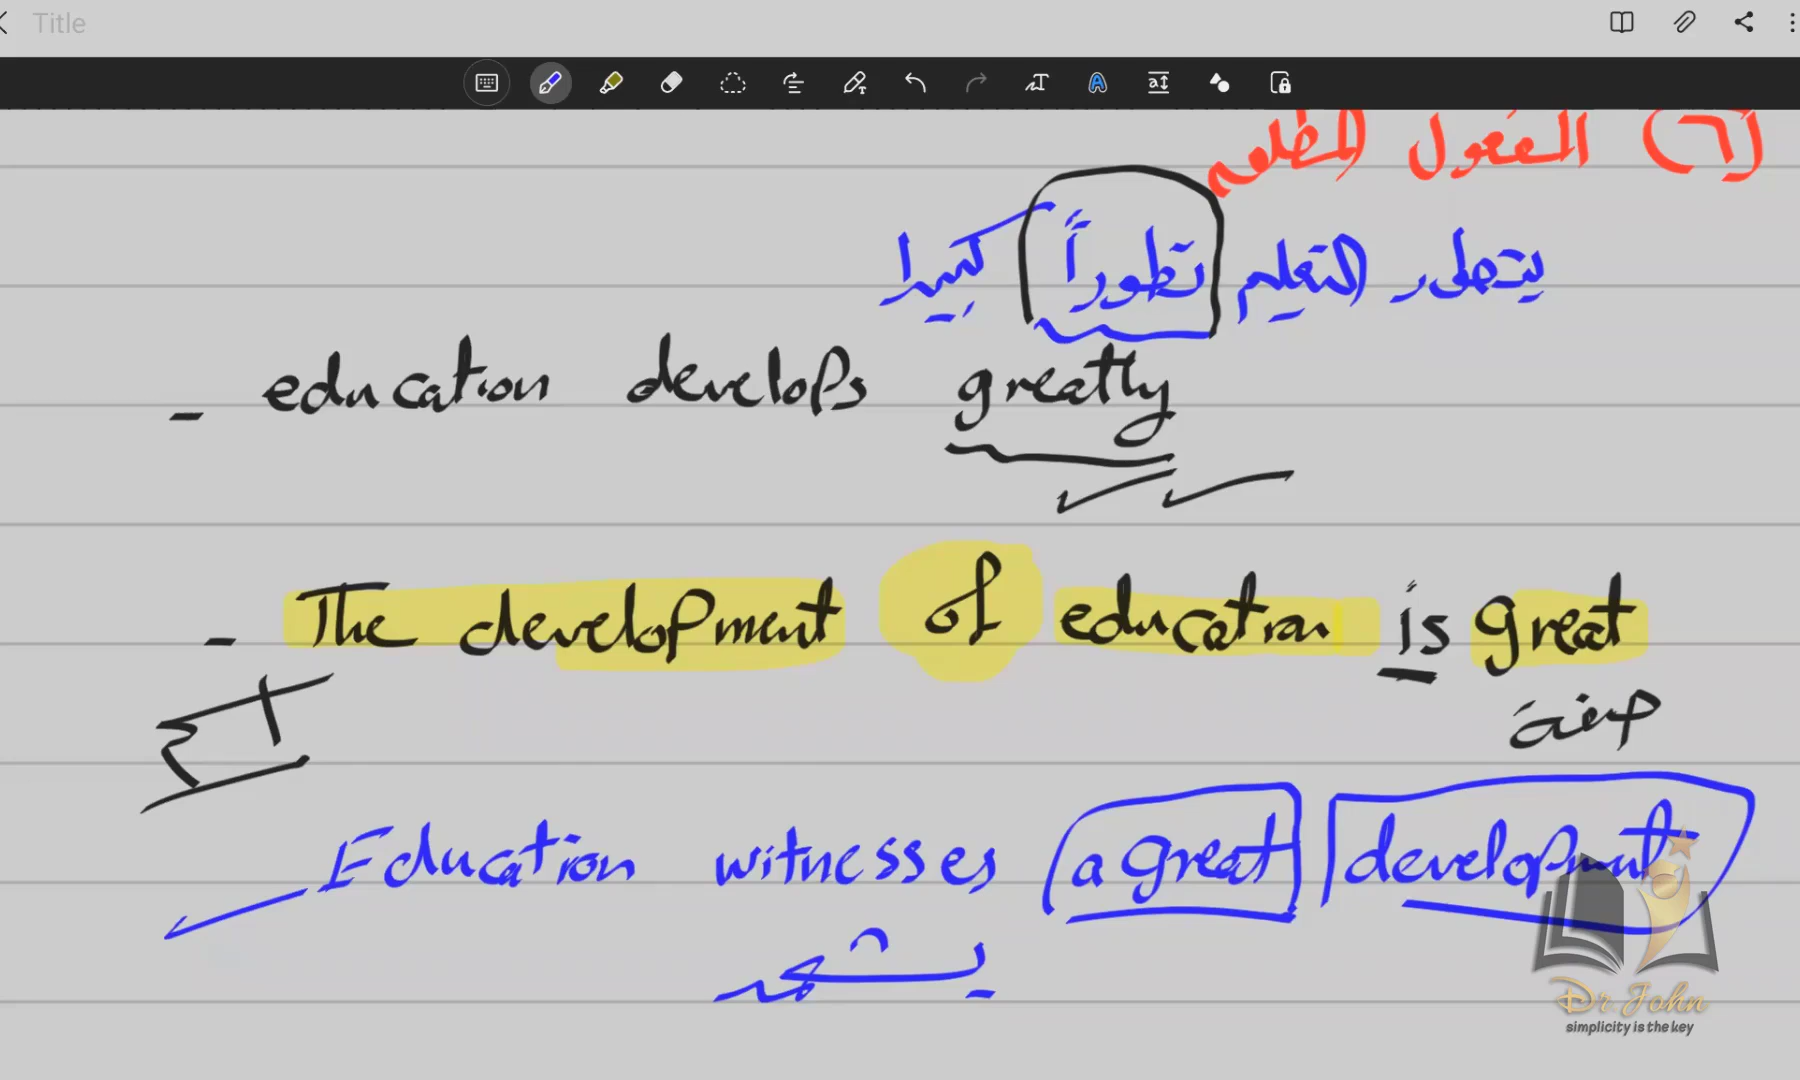 Title
(٦) المفعول المطلق
يتطور التعليم تطوراً كبيرا
- education develops greatly
- The development of education is great
صفة
Education witnesses a great development
يشهد
Dr. John
simplicity is the key